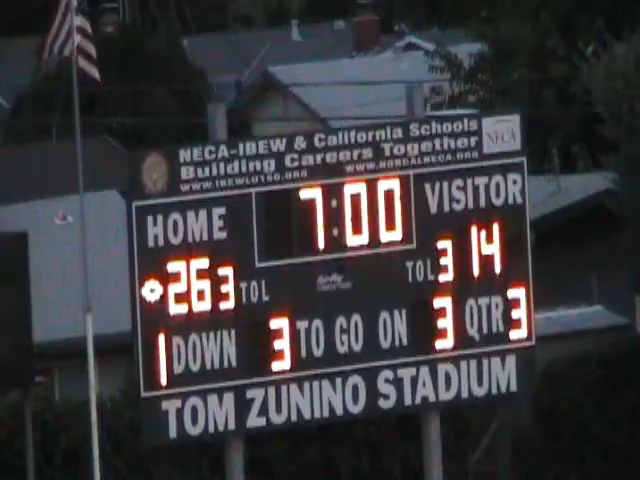 NECA-IBEW & California Schools
Building Careers Together
WWW.IBEWLU180.ORG WWW.NORCALNECA.ORG
NECA
HOME 7:00 VISITOR
26 3 TOL TOL 3 14
1 DOWN 3 TO GO ON 3 QTR 3
TOM ZUNINO STADIUM